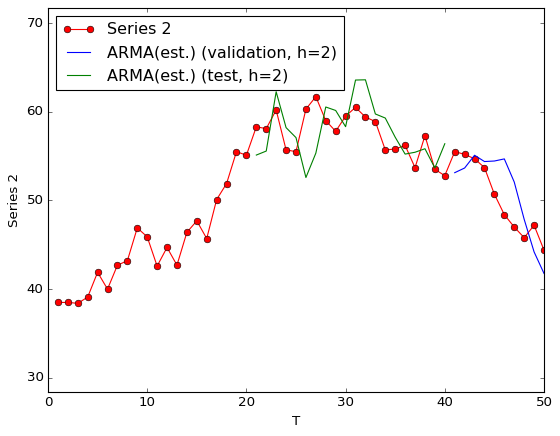 Series 2
ARMA(est.) (validation, h=2)
ARMA(est.) (test, h=2)
70
60
50
40
30
Series 2
0 10 20 30 40 50
T